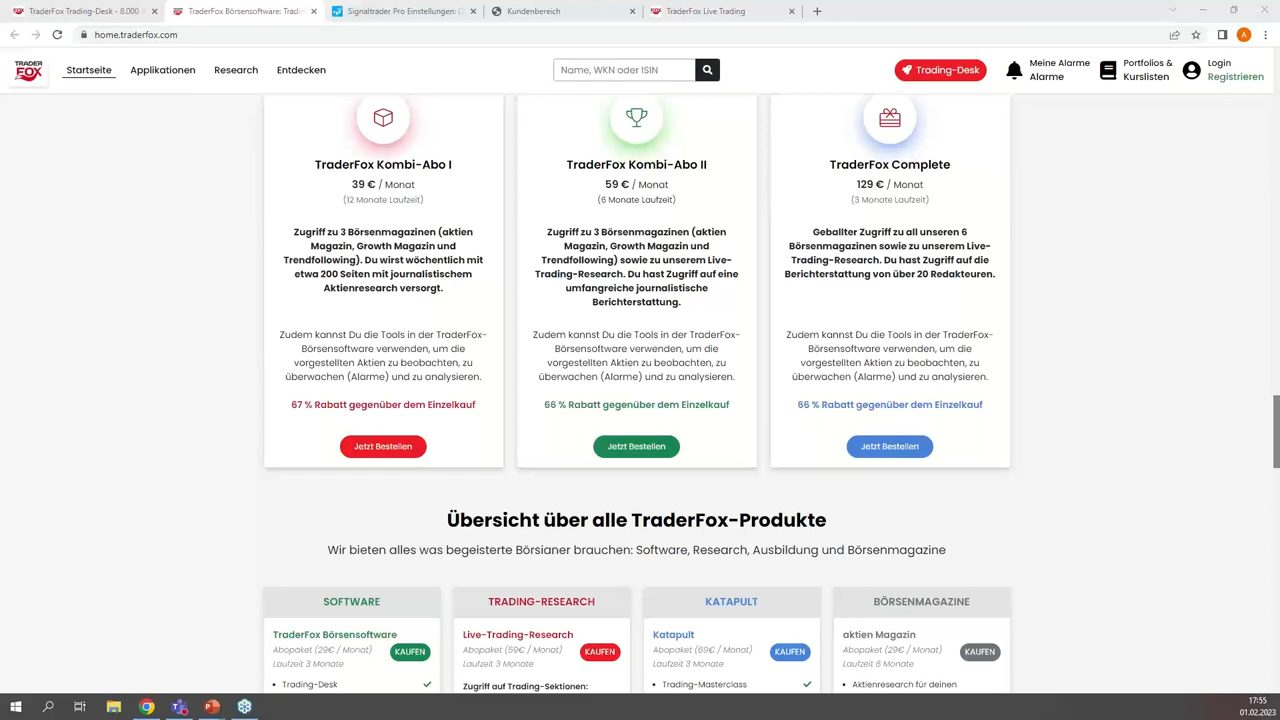 TraderFox Trading-Desk - 8.000 A
TraderFox Börsensoftware: Tradin
Signaltrader Pro Einstellungen: C
Kundenbereich
TraderFox Live Trading
home.traderfox.com
A
TRADER
FOX
Startseite
Applikationen
Research
Entdecken
Name, WKN oder ISIN
Trading-Desk
Meine Alarme
Alarme
Portfolios &
Kurslisten
Login
Registrieren
TraderFox Kombi-Abo I
39 € / Monat
(12 Monate Laufzeit)
Zugriff zu 3 Börsenmagazinen (aktien
Magazin, Growth Magazin und
Trendfollowing). Du wirst wöchentlich mit
etwa 200 Seiten mit journalistischem
Aktienresearch versorgt.
Zudem kannst Du die Tools in der TraderFox-
Börsensoftware verwenden, um die
vorgestellten Aktien zu beobachten, zu
überwachen (Alarme) und zu analysieren.
67 % Rabatt gegenüber dem Einzelkauf
Jetzt Bestellen
TraderFox Kombi-Abo II
59 € / Monat
(6 Monate Laufzeit)
Zugriff zu 3 Börsenmagazinen (aktien
Magazin, Growth Magazin und
Trendfollowing) sowie zu unserem Live-
Trading-Research. Du hast Zugriff auf eine
umfangreiche journalistische
Berichterstattung.
Zudem kannst Du die Tools in der TraderFox-
Börsensoftware verwenden, um die
vorgestellten Aktien zu beobachten, zu
überwachen (Alarme) und zu analysieren.
66 % Rabatt gegenüber dem Einzelkauf
Jetzt Bestellen
TraderFox Complete
129 € / Monat
(3 Monate Laufzeit)
Geballter Zugriff zu all unseren 6
Börsenmagazinen sowie zu unserem Live-
Trading-Research. Du hast Zugriff auf die
Berichterstattung von über 20 Redakteuren.
Zudem kannst Du die Tools in der TraderFox-
Börsensoftware verwenden, um die
vorgestellten Aktien zu beobachten, zu
überwachen (Alarme) und zu analysieren.
66 % Rabatt gegenüber dem Einzelkauf
Jetzt Bestellen
Übersicht über alle TraderFox-Produkte
Wir bieten alles was begeisterte Börsianer brauchen: Software, Research, Ausbildung und Börsenmagazine
SOFTWARE
TraderFox Börsensoftware
Abopaket (29€ / Monat)
Laufzeit 3 Monate
KAUFEN
• Trading-Desk
TRADING-RESEARCH
Live-Trading-Research
Abopaket (59€ / Monat)
Laufzeit 3 Monate
KAUFEN
Zugriff auf Trading-Sektionen:
KATAPULT
Katapult
Abopaket (69€ / Monat)
Laufzeit 3 Monate
KAUFEN
• Trading-Masterclass
BÖRSENMAGAZINE
aktien Magazin
Abopaket (29€ / Monat)
Laufzeit 6 Monate
KAUFEN
• Aktienresearch für deinen
17:55
01.02.2023